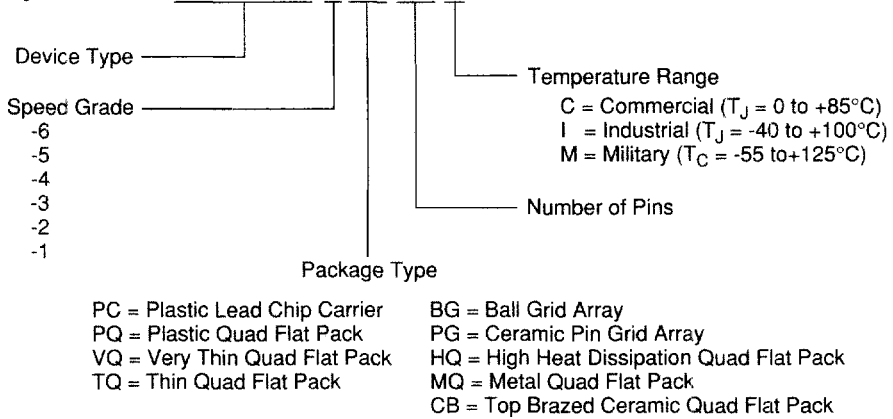 Device Type
Temperature Range
Speed Grade
C = Commercial (TJ = 0 to +85°C)
-6
I = Industrial (TJ = -40 to +100°C)
-5
M = Military (TC = -55 to+125°C)
-4
-3
Number of Pins
-2
-1
Package Type
PC = Plastic Lead Chip Carrier BG = Ball Grid Array
PQ = Plastic Quad Flat Pack PG = Ceramic Pin Grid Array
VQ = Very Thin Quad Flat Pack HQ = High Heat Dissipation Quad Flat Pack
TQ = Thin Quad Flat Pack MQ = Metal Quad Flat Pack
CB = Top Brazed Ceramic Quad Flat Pack